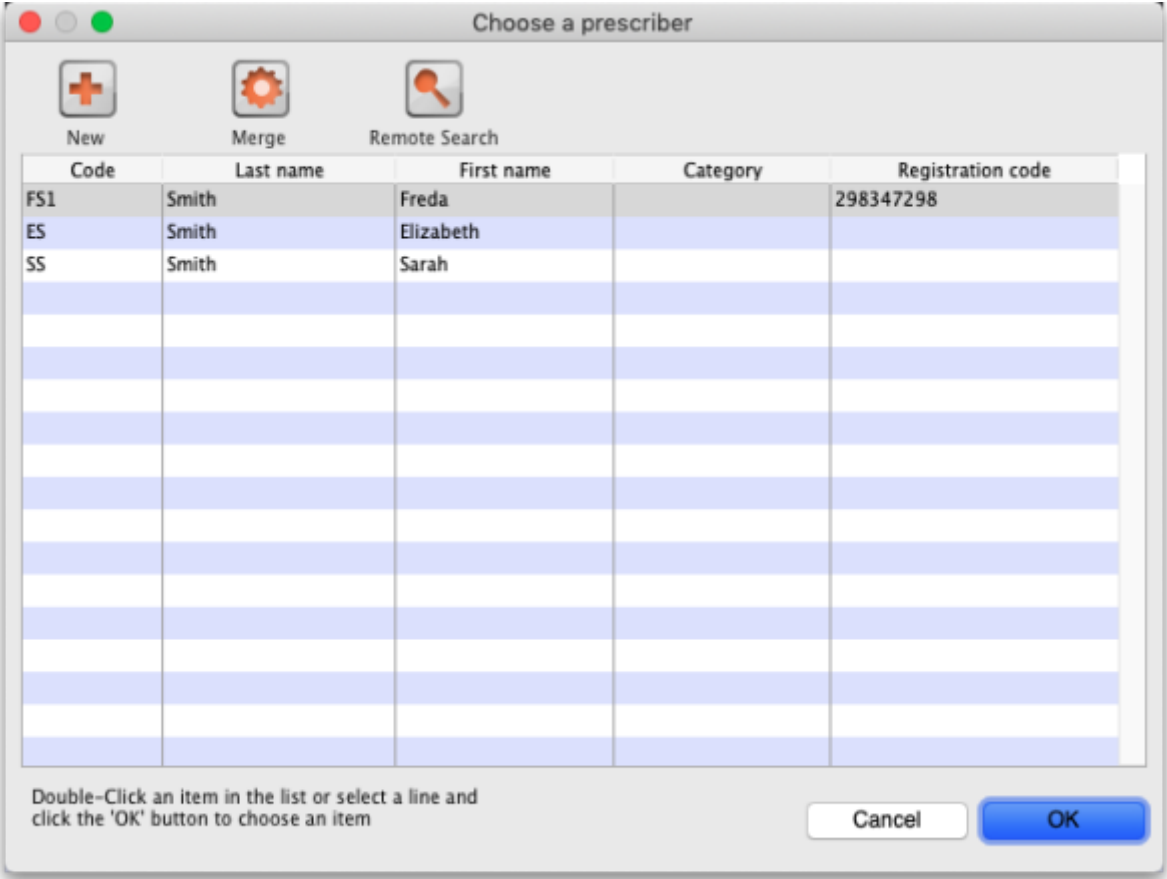 Choose a prescriber
New Merge Remote Search
Code Last name First name Category Registration code
FS1 Smith Freda 298347298
ES Smith Elizabeth
SS Smith Sarah
Double-Click an item in the list or select a line and
click the 'OK' button to choose an item
Cancel OK